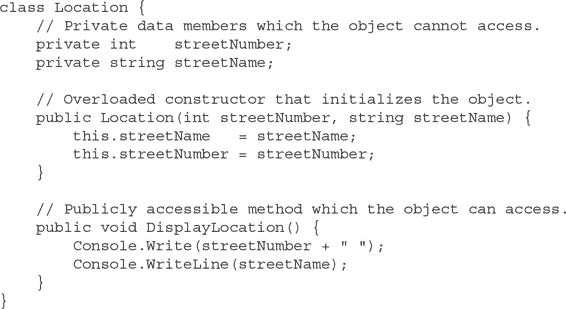 class Location {
    // Private data members which the object cannot access.
    private int    streetNumber;
    private string streetName;

    // Overloaded constructor that initializes the object.
    public Location(int streetNumber, string streetName) {
        this.streetName   = streetName;
        this.streetNumber = streetNumber;
    }

    // Publicly accessible method which the object can access.
    public void DisplayLocation() {
        Console.Write(streetNumber + " ");
        Console.WriteLine(streetName);
    }
}